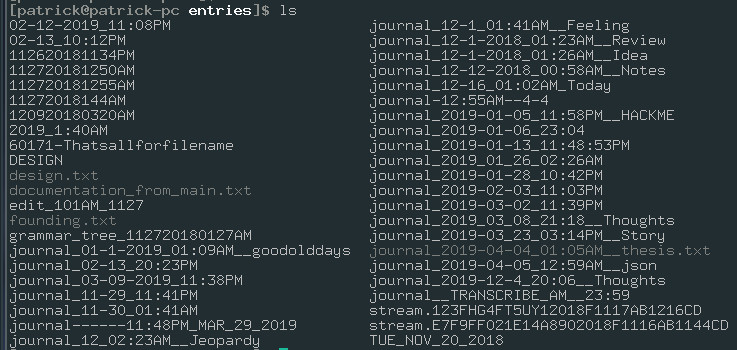 [patrick@patrick-pc entries]$ ls
02-12-2019_11:08PM journal_12-1_01:41AM__Feeling
02-13_10:12PM journal_12-1-2018_01:23AM__Review
112620181134PM journal_12-1-2018_01:26AM__Idea
112720181250AM journal_12-12-2018_00:58AM__Notes
112720181255AM journal_12-16_01:02AM_Today
11272018144AM journal-12:55AM--4-4
120920180320AM journal_2019-01-05_11:58PM__HACKME
2019_1:40AM journal_2019-01-06_23:04
60171-Thatsallforfilename journal_2019-01-13_11:48:53PM
DESIGN journal_2019_01-26_02:26AM
design.txt journal_2019-01-28_10:42PM
documentation_from_main.txt journal_2019-02-03_11:03PM
edit_101AM_1127 journal_2019-03-02_11:39PM
founding.txt journal_2019_03_08_21:18__Thoughts
grammar_tree_112720180127AM journal_2019-03-23_03:14PM__Story
journal_01-1-2019_01:09AM__goodolddays journal_2019-04-04_01:05AM__thesis.txt
journal_02-13_20:23PM journal_2019-04-05_12:59AM__json
journal_03-09-2019_11:38PM journal_2019-12-4_20:06__Thoughts
journal_11-29_11:41PM journal__TRANSCRIBE_AM__23:59
journal_11-30_01:41AM stream.123FHG4FT5UY12018F1117AB1216CD
journal------11:48PM_MAR_29_2019 stream.E7F9FF021E14A8902018F1116AB1144CD
journal_12_02:23AM__Jeopardy TUE_NOV_20_2018